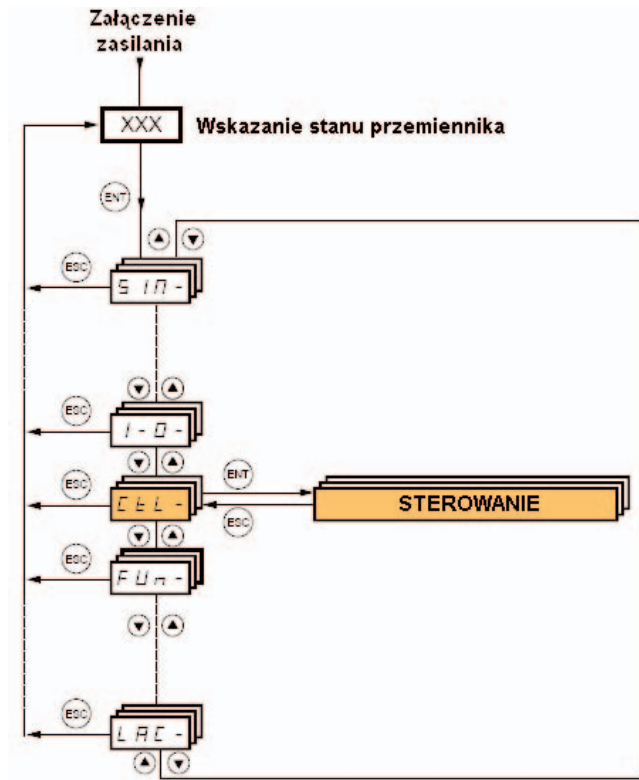 Załączenie
zasilania
XXX Wskazanie stanu przemiennika
ENT
ESC
SIM-
ESC
I-O-
ESC
CtL-
ENT
ESC
STEROWANIE
ESC
FUn-
ESC
LAC-